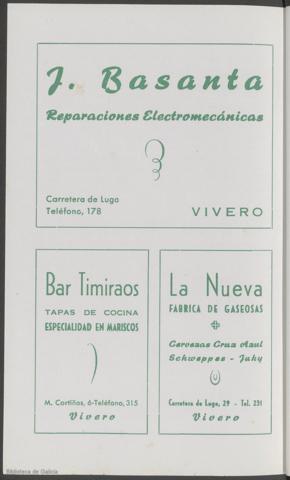 J. Basanta
Reparaciones Electromecánicas
Carretera de Lugo
Teléfono, 178
VIVERO
Bar Timiraos
TAPAS DE COCINA
ESPECIALIDAD EN MARISCOS
M. Cortiñas, 6-Teléfono, 315
Vivero
La Nueva
FABRICA DE GASEOSAS
Cervezas Cruz Azul
Schweppes - Juhy
Carretera de Lugo, 29 - Tel. 231
Vivero
Biblioteca de Galicia